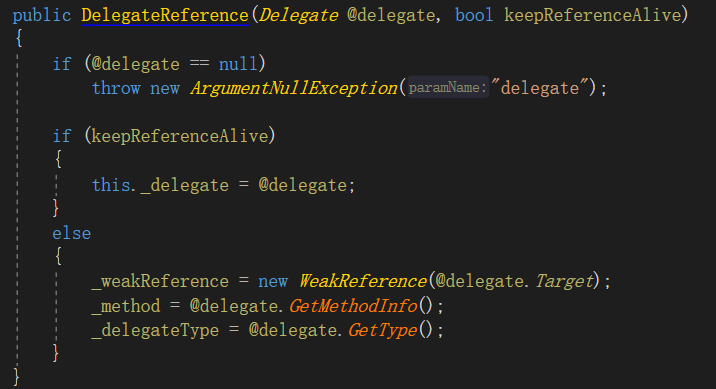 public DelegateReference(Delegate @delegate, bool keepReferenceAlive)
{
if (@delegate == null)
throw new ArgumentNullException(paramName:"delegate");
if (keepReferenceAlive)
{
this._delegate = @delegate;
}
else
{
_weakReference = new WeakReference(@delegate.Target);
_method = @delegate.GetMethodInfo();
_delegateType = @delegate.GetType();
}
}